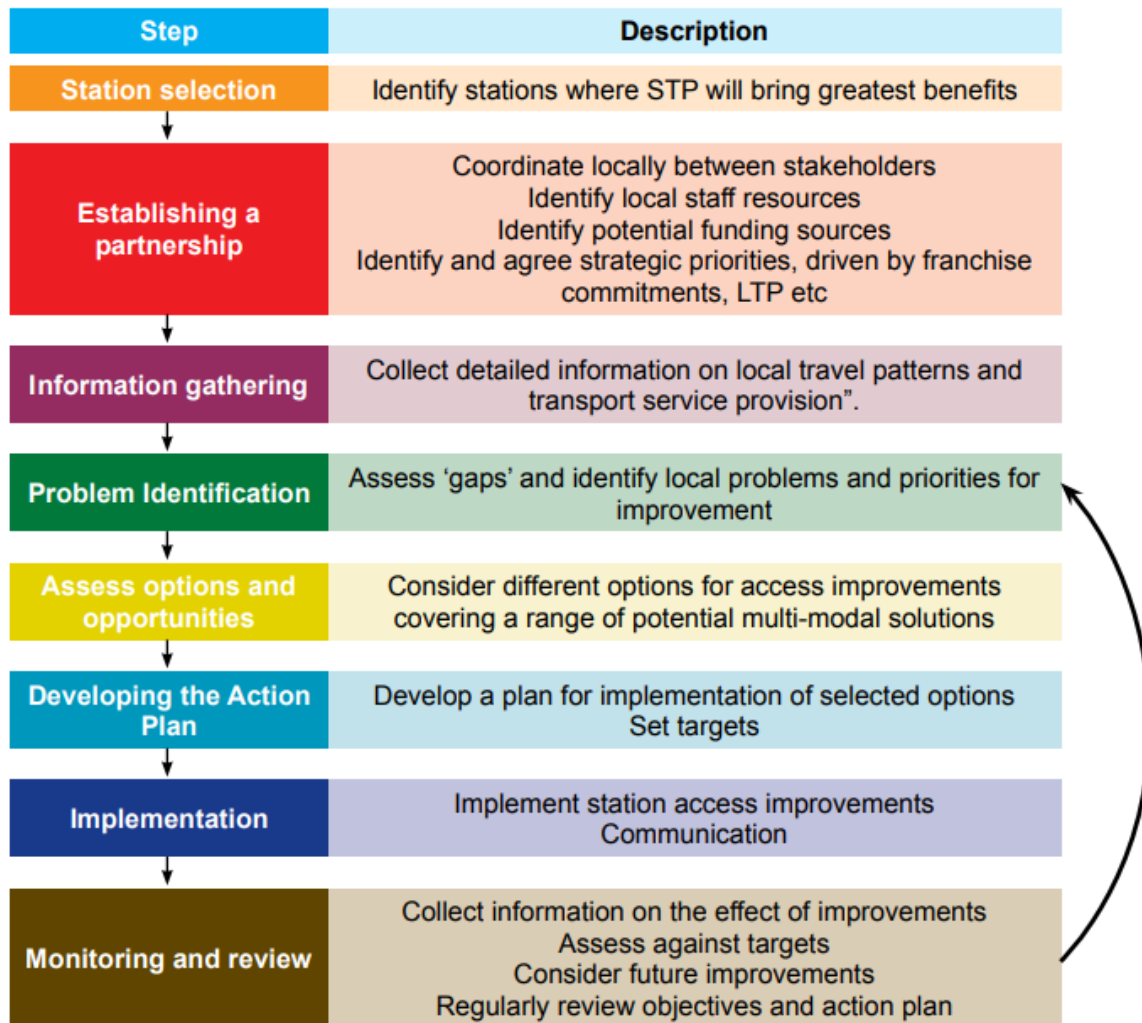 Step
Description
Station selection
Identify stations where STP will bring greatest benefits
Establishing a
partnership
Coordinate locally between stakeholders
Identify local staff resources
Identify potential funding sources
Identify and agree strategic priorities, driven by franchise
commitments, LTP etc
Information gathering
Collect detailed information on local travel patterns and
transport service provision”.
Problem Identification
Assess ‘gaps’ and identify local problems and priorities for
improvement
Assess options and
opportunities
Consider different options for access improvements
covering a range of potential multi-modal solutions
Developing the Action
Plan
Develop a plan for implementation of selected options
Set targets
Implementation
Implement station access improvements
Communication
Monitoring and review
Collect information on the effect of improvements
Assess against targets
Consider future improvements
Regularly review objectives and action plan